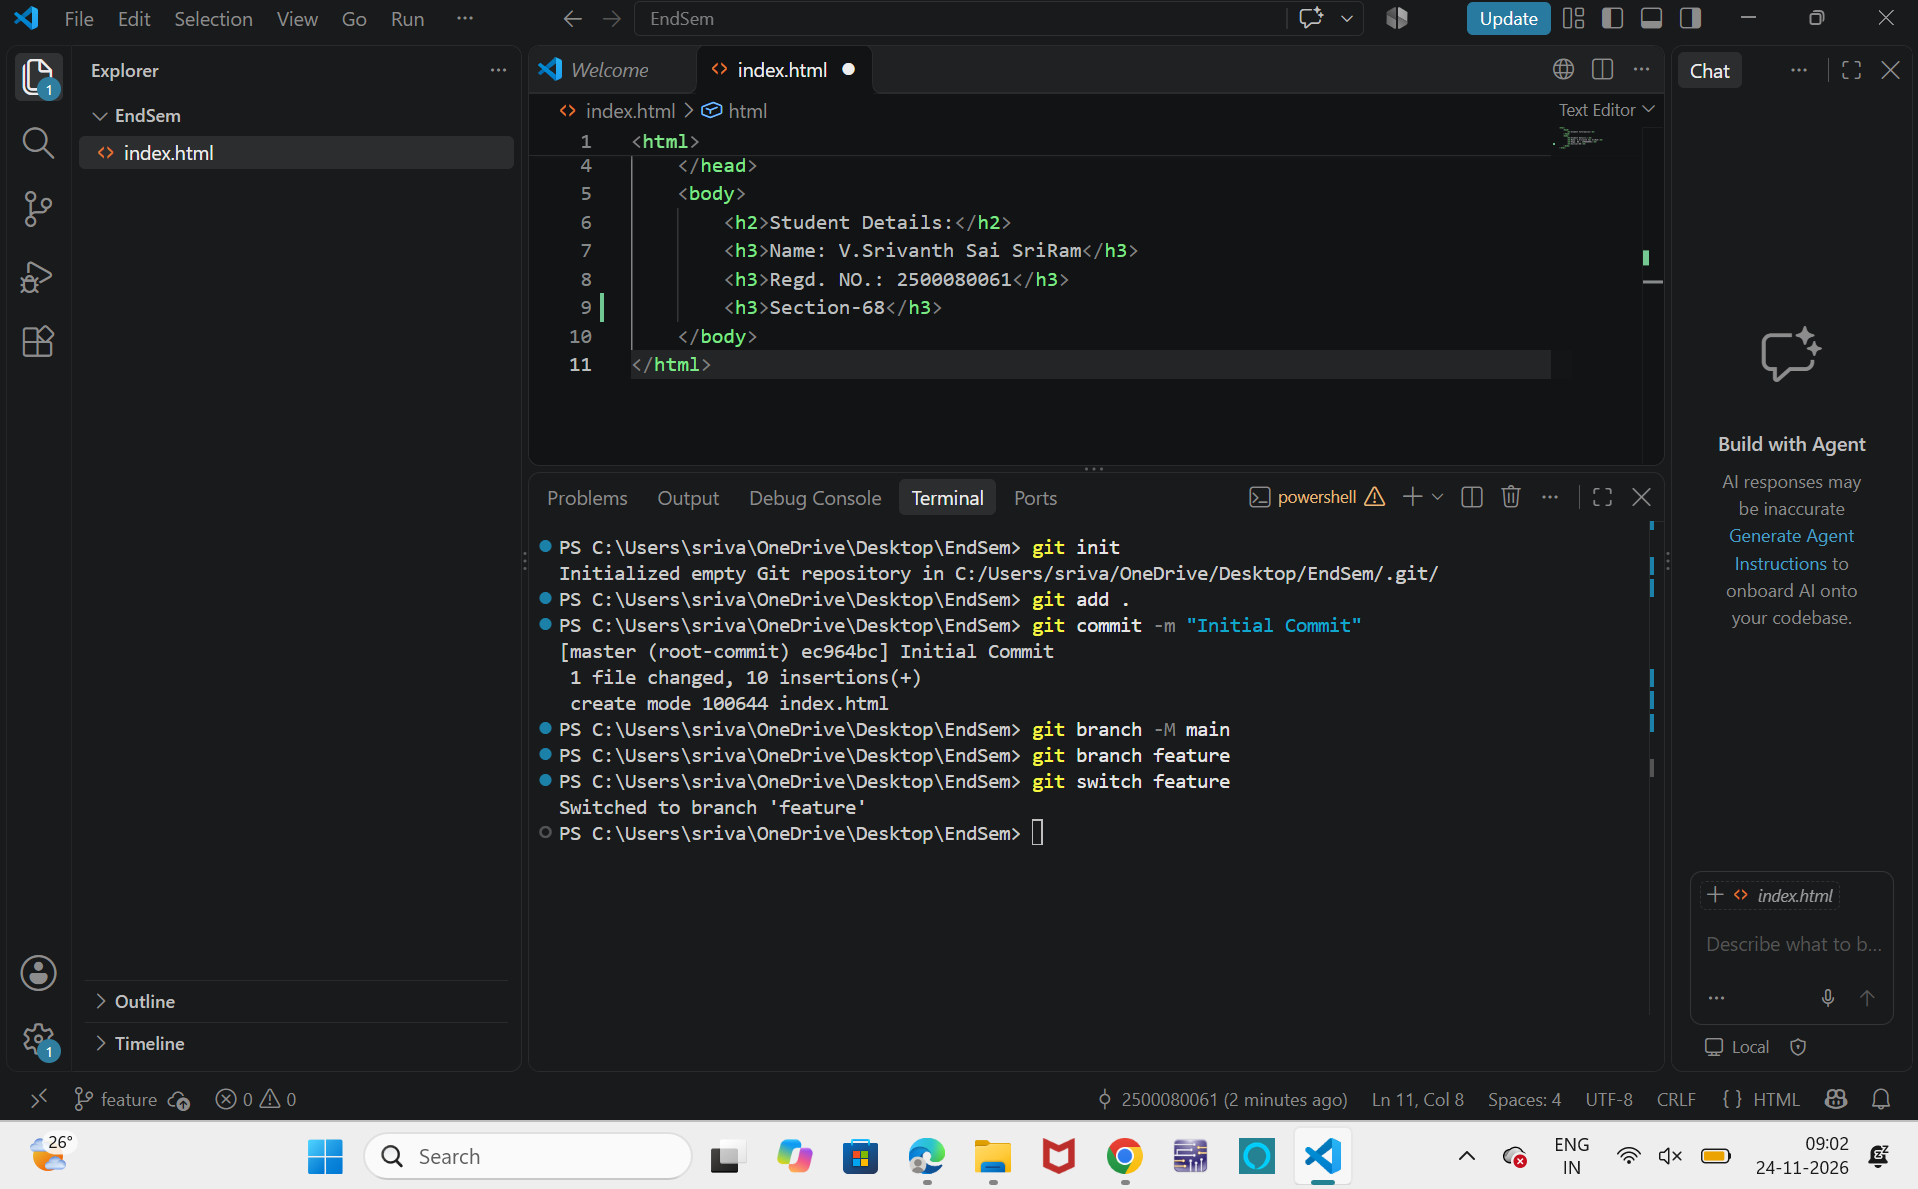 File Edit Selection View Go Run
EndSem
Update
Explorer
1
EndSem
index.html
Outline
Timeline
1
Welcome
index.html
index.html > html
Text Editor
1 <html>
4 </head>
5 <body>
6 <h2>Student Details:</h2>
7 <h3>Name: V.Srivanth Sai SriRam</h3>
8 <h3>Regd. NO.: 2500080061</h3>
9 <h3>Section-68</h3>
10 </body>
11 </html>
Problems Output Debug Console Terminal Ports
powershell
PS C:\Users\sriva\OneDrive\Desktop\EndSem> git init
Initialized empty Git repository in C:/Users/sriva/OneDrive/Desktop/EndSem/.git/
PS C:\Users\sriva\OneDrive\Desktop\EndSem> git add .
PS C:\Users\sriva\OneDrive\Desktop\EndSem> git commit -m "Initial Commit"
[master (root-commit) ec964bc] Initial Commit
1 file changed, 10 insertions(+)
create mode 100644 index.html
PS C:\Users\sriva\OneDrive\Desktop\EndSem> git branch -M main
PS C:\Users\sriva\OneDrive\Desktop\EndSem> git branch feature
PS C:\Users\sriva\OneDrive\Desktop\EndSem> git switch feature
Switched to branch 'feature'
PS C:\Users\sriva\OneDrive\Desktop\EndSem>
Chat
Build with Agent
AI responses may
be inaccurate
Generate Agent
Instructions to
onboard AI onto
your codebase.
index.html
Describe what to b...
Local
feature
0 0
2500080061 (2 minutes ago)
Ln 11, Col 8
Spaces: 4
UTF-8
CRLF
{ } HTML
26°
Search
ENG
IN
09:02
24-11-2026